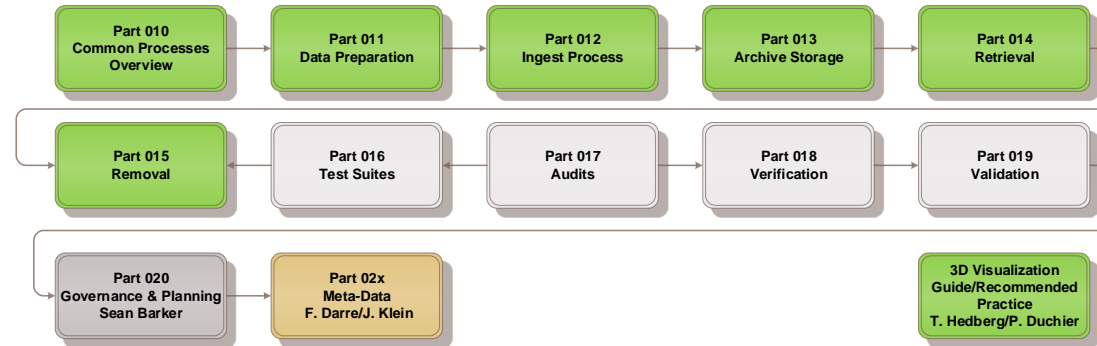 Part 010
Common Processes
Overview
Part 011
Data Preparation
Part 012
Ingest Process
Part 013
Archive Storage
Part 014
Retrieval
Part 015
Removal
Part 016
Test Suites
Part 017
Audits
Part 018
Verification
Part 019
Validation
Part 020
Governance & Planning
Sean Barker
Part 02x
Meta-Data
F. Darre/J. Klein
3D Visualization
Guide/Recommended
Practice
T. Hedberg/P. Duchier